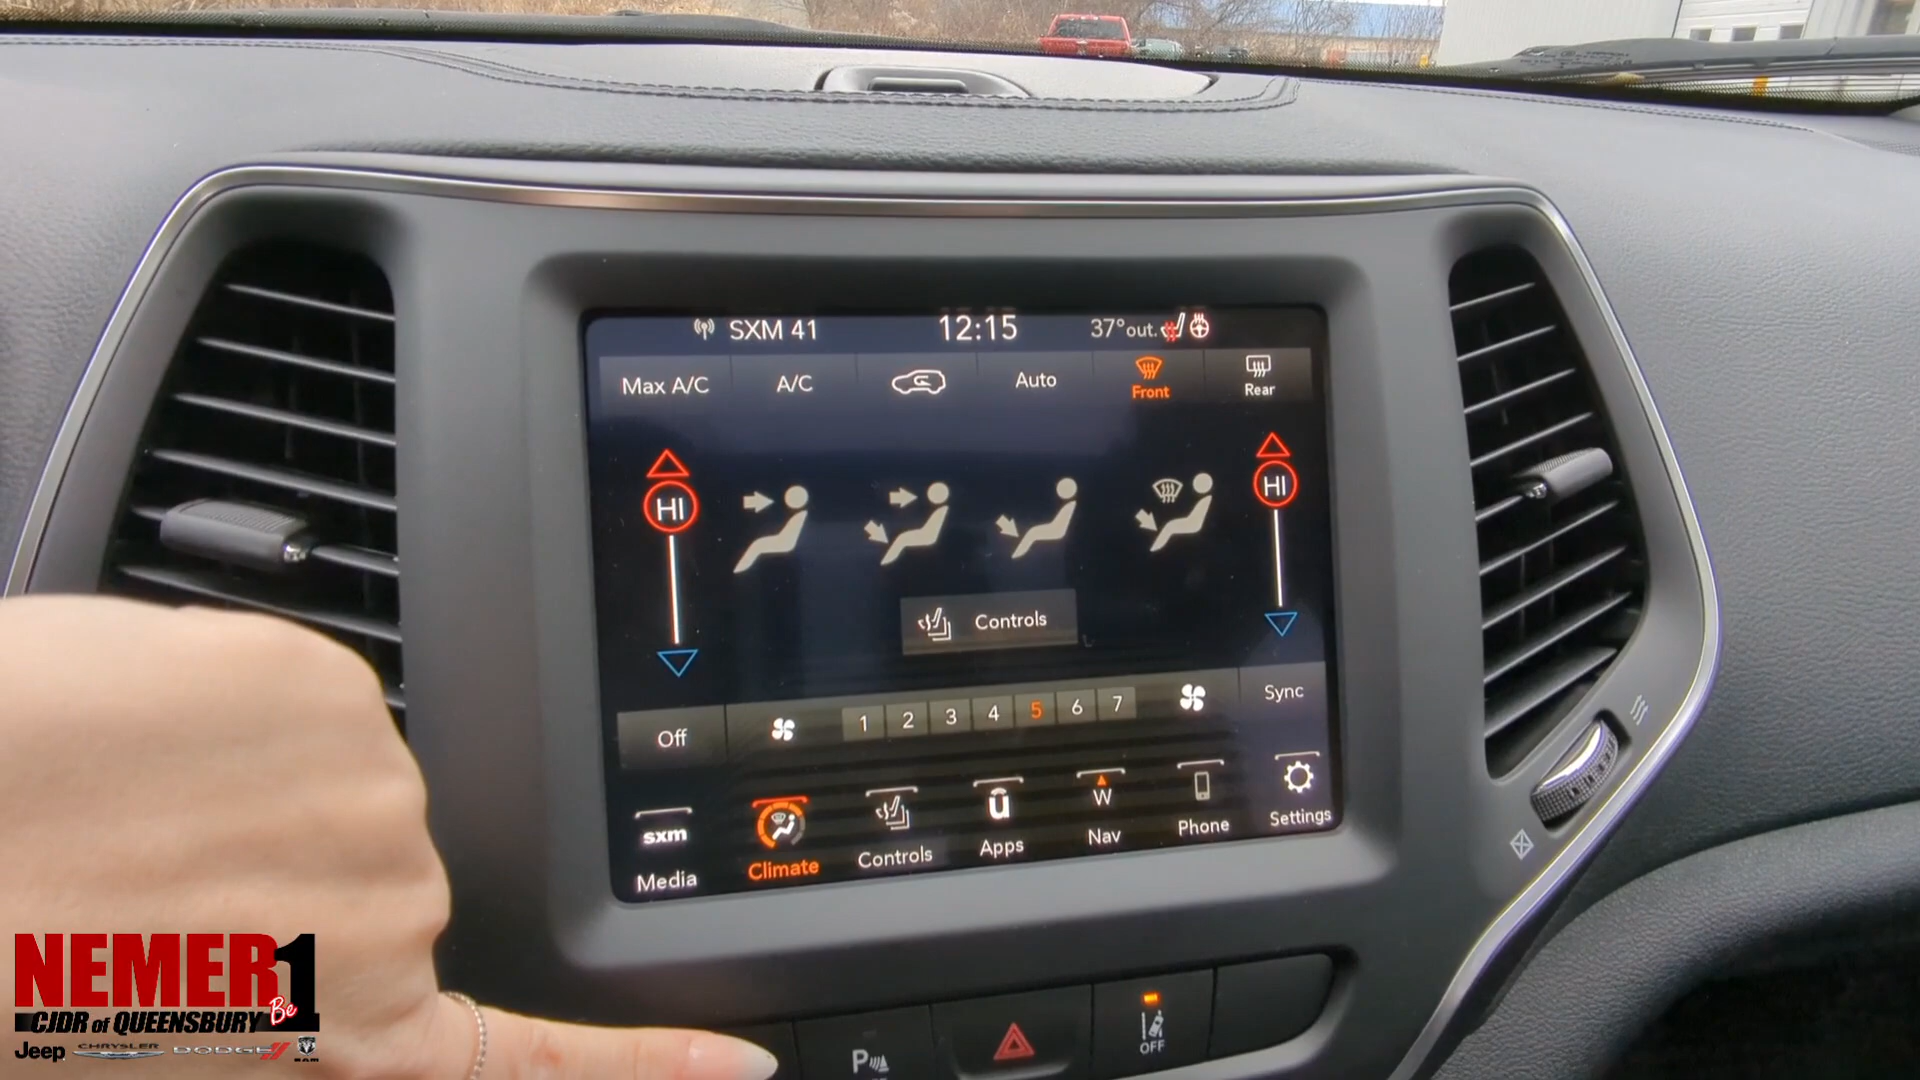 SXM 41 12:15 37° out.
Max A/C A/C Auto Front Rear
HI HI
Controls
Off 1 2 3 4 5 6 7 Sync
sxm
Media Climate Controls Apps W Nav Phone Settings
P OFF
NEMER 1
Be
CJDR of QUEENSBURY
Jeep CHRYSLER DODGE RAM